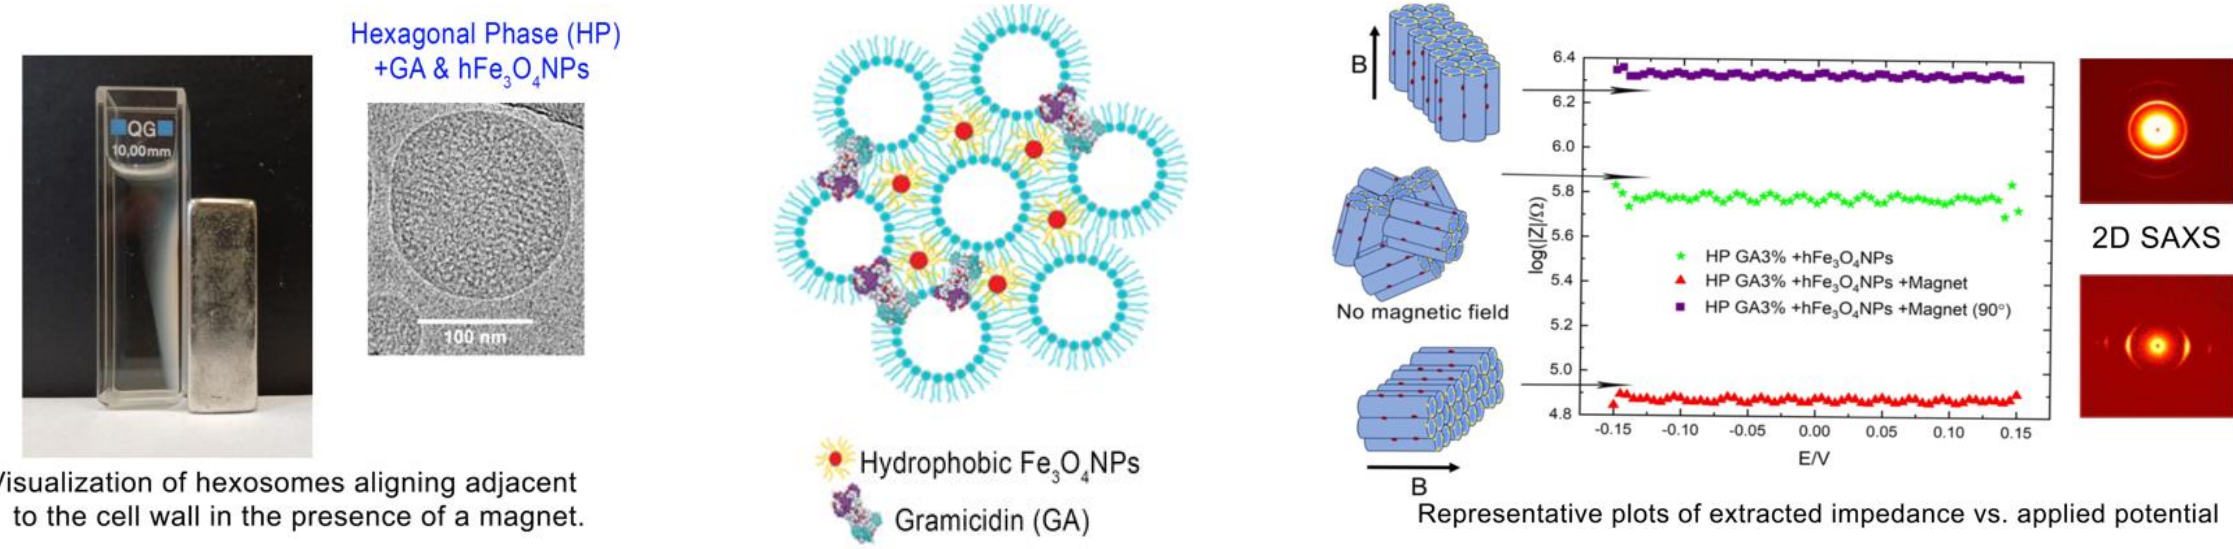 Hexagonal Phase (HP)
+GA & hFe₃O₄NPs
QG
10,00mm
100 nm
Visualization of hexosomes aligning adjacent
to the cell wall in the presence of a magnet.
Hydrophobic Fe₃O₄NPs
Gramicidin (GA)
B
No magnetic field
B
log(|Z|/Ω)
6.4
6.2
6.0
5.8
5.6
5.4
5.2
5.0
4.8
HP GA3% +hFe₃O₄NPs
HP GA3% +hFe₃O₄NPs +Magnet
HP GA3% +hFe₃O₄NPs +Magnet (90°)
-0.15 -0.10 -0.05 0.00 0.05 0.10 0.15
E/V
2D SAXS
Representative plots of extracted impedance vs. applied potential